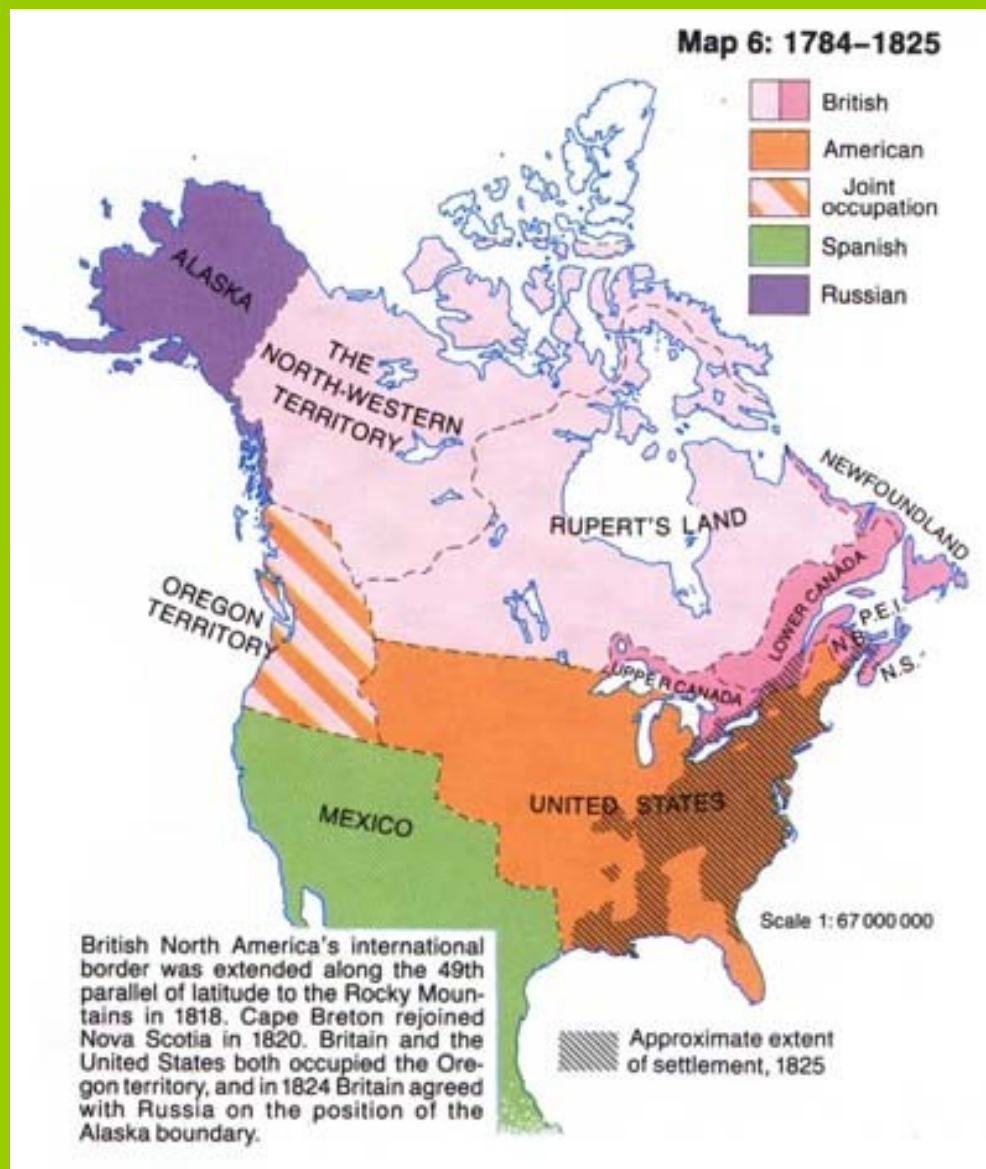 Map 6: 1784–1825
British
American
Joint
occupation
Spanish
Russian
ALASKA
THE
NORTH-WESTERN
TERRITORY
RUPERT'S LAND
NEWFOUNDLAND
LOWER CANADA
P.E.I.
N.B.
N.S.
UPPER CANADA
OREGON
TERRITORY
UNITED STATES
MEXICO
Scale 1: 67 000 000
British North America's international
border was extended along the 49th
parallel of latitude to the Rocky Moun-
tains in 1818. Cape Breton rejoined
Nova Scotia in 1820. Britain and the
United States both occupied the Ore-
gon territory, and in 1824 Britain agreed
with Russia on the position of the
Alaska boundary.
Approximate extent
of settlement, 1825